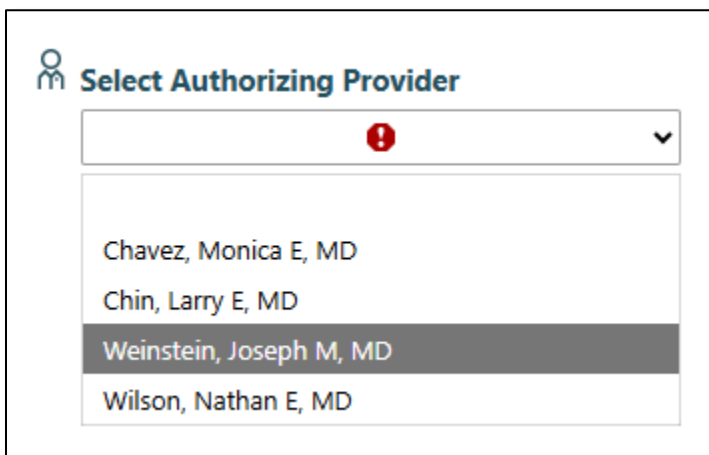 Select Authorizing Provider
Chavez, Monica E, MD
Chin, Larry E, MD
Weinstein, Joseph M, MD
Wilson, Nathan E, MD